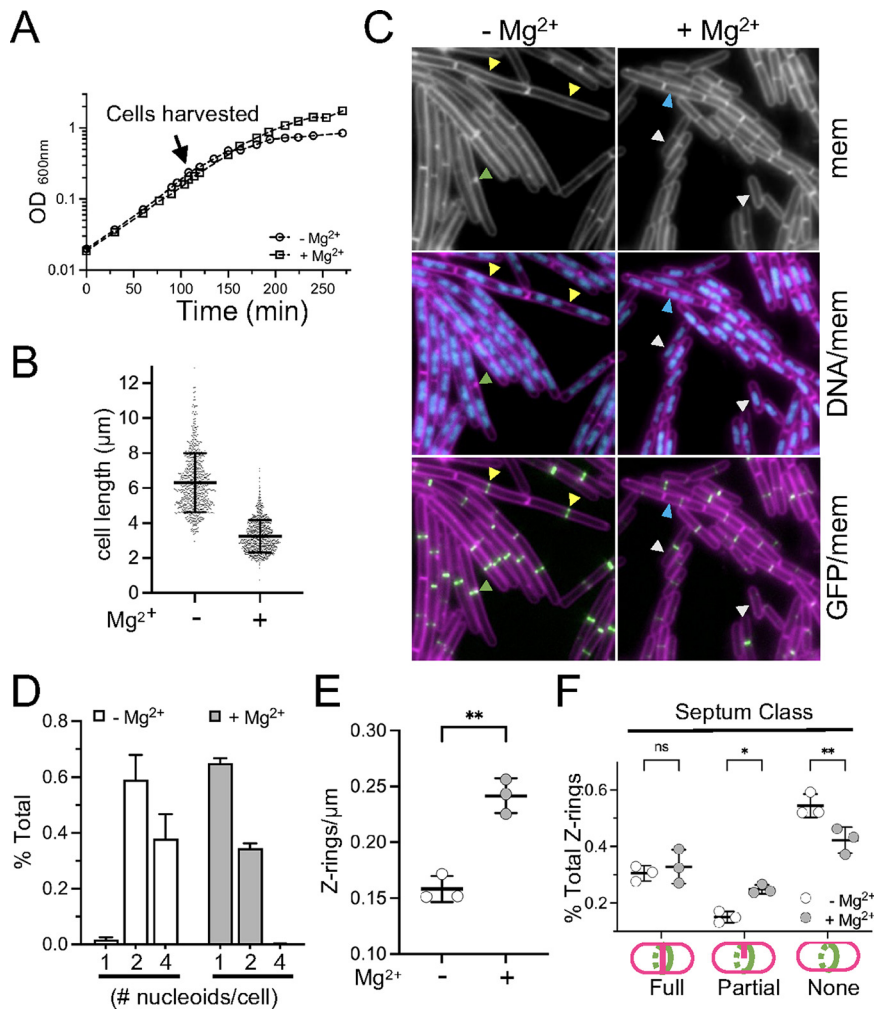 A
Cells harvested
OD 600nm
1
0.1
0.01
0 50 100 150 200 250
Time (min)
- Mg²⁺
+ Mg²⁺
B
cell length (µm)
12
10
8
6
4
2
0
Mg²⁺ - +
C
- Mg²⁺ + Mg²⁺
mem
DNA/mem
GFP/mem
D
- Mg²⁺ + Mg²⁺
% Total
0.8
0.6
0.4
0.2
0.0
1 2 4 1 2 4
(# nucleoids/cell)
E
**
Z-rings/µm
0.30
0.25
0.20
0.15
0.10
Mg²⁺ - +
F
Septum Class
ns * **
% Total Z-rings
0.6
0.4
0.2
- Mg²⁺
+ Mg²⁺
Full Partial None